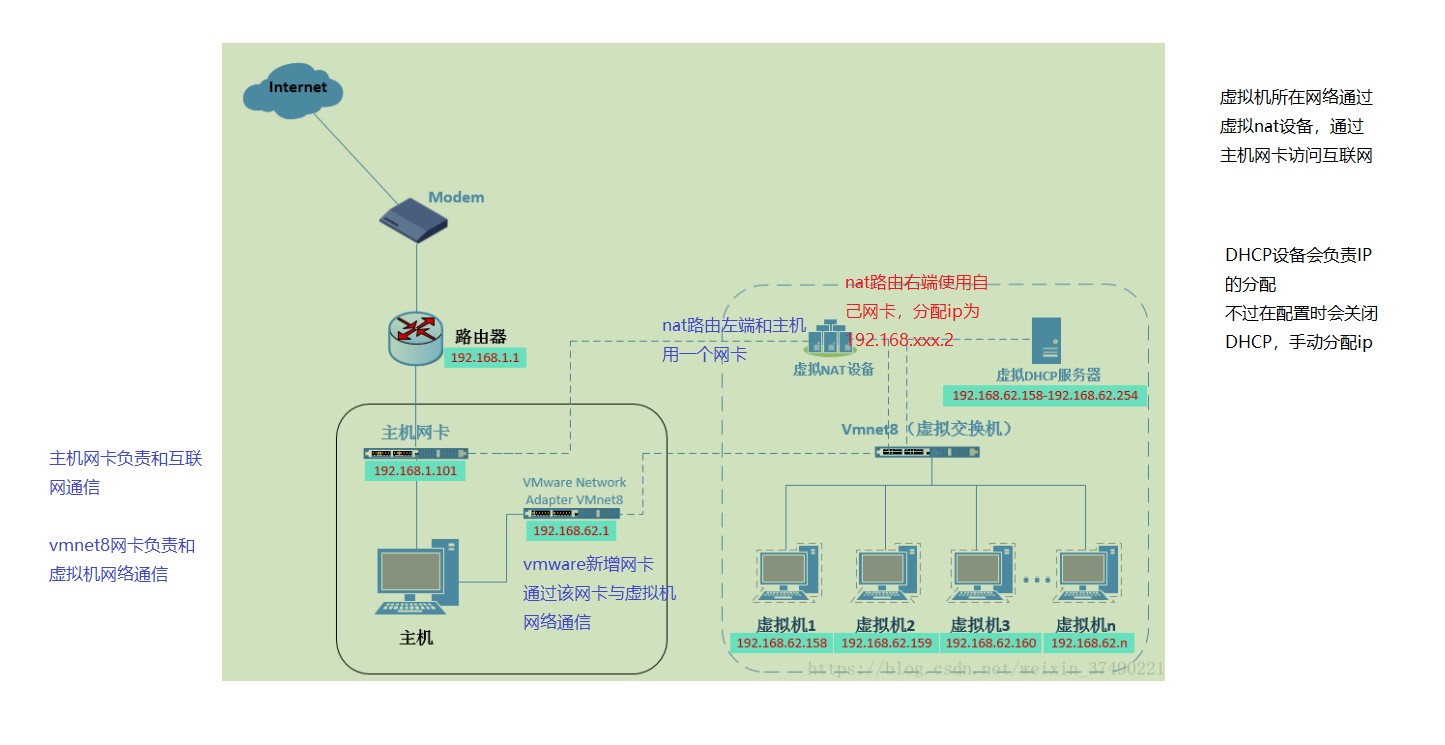 Internet
Modem
路由器
192.168.1.1
主机网卡
192.168.1.101
VMware Network
Adapter VMnet8
192.168.62.1
vmware新增网卡
通过该网卡与虚拟机
网络通信
主机
主机网卡负责和互联
网通信
vmnet8网卡负责和
虚拟机网络通信
nat路由左端和主机
用一个网卡
nat路由右端使用自
己网卡，分配ip为
192.168.xxx.2
虚拟NAT设备
虚拟DHCP服务器
192.168.62.158-192.168.62.254
Vmnet8（虚拟交换机）
虚拟机1
192.168.62.158
虚拟机2
192.168.62.159
虚拟机3
192.168.62.160
虚拟机n
192.168.62.n
https://blog.csdn.net/weixin_37490221
虚拟机所在网络通过
虚拟nat设备，通过
主机网卡访问互联网
DHCP设备会负责IP
的分配
不过在配置时会关闭
DHCP，手动分配ip